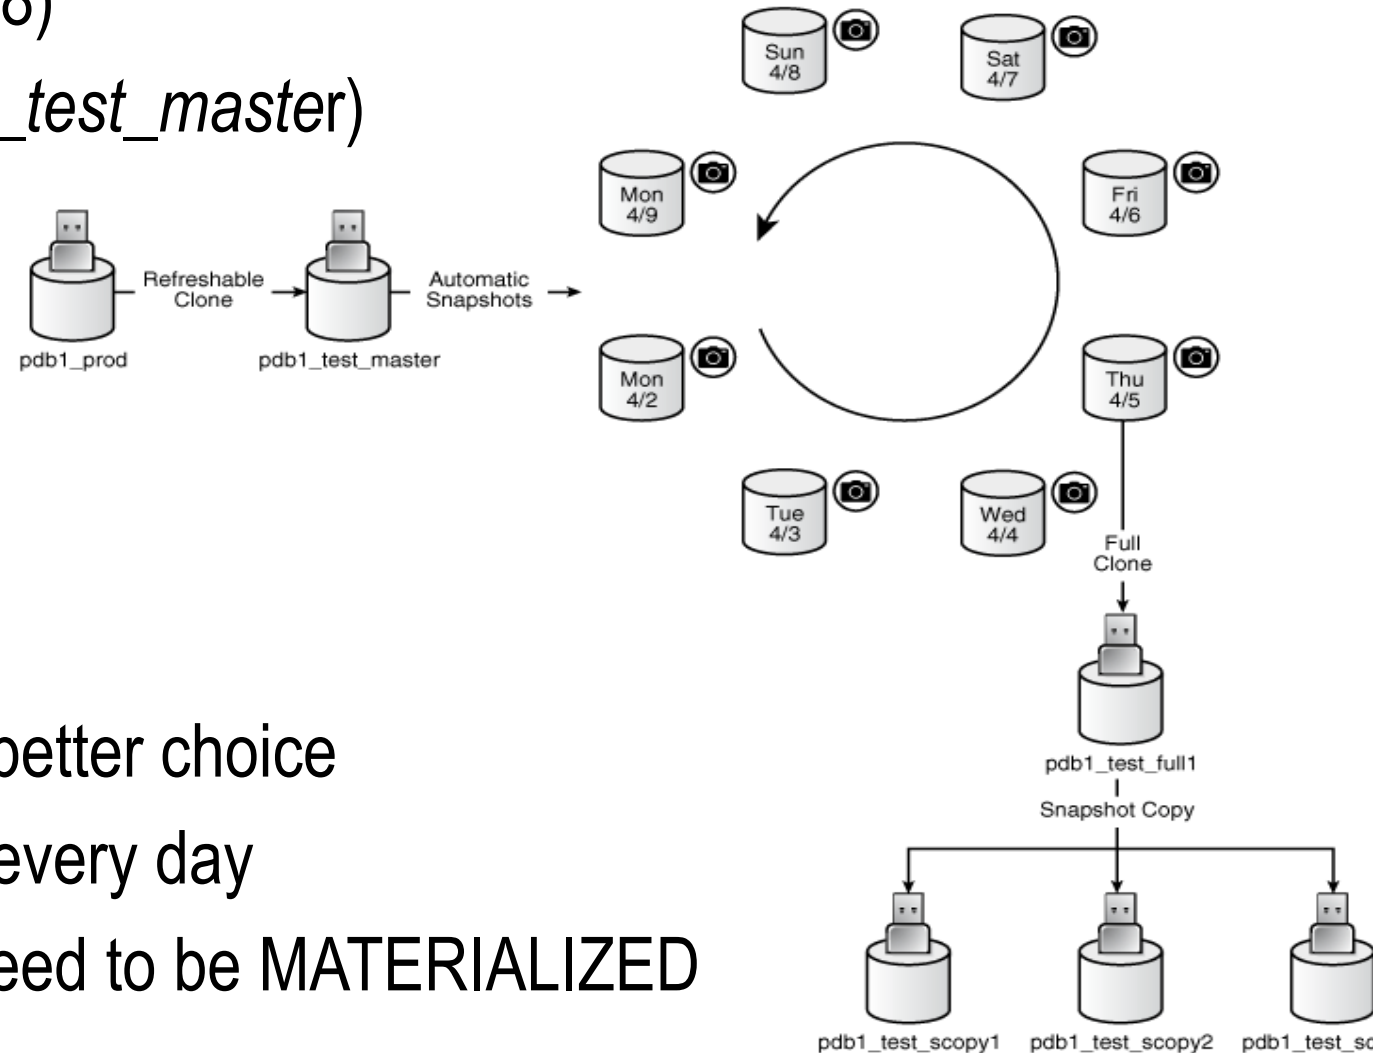 8)
_test_master)
Sun
4/8
Sat
4/7
Mon
4/9
Fri
4/6
Refreshable
Clone
Automatic
Snapshots
pdb1_prod
pdb1_test_master
Mon
4/2
Thu
4/5
Tue
4/3
Wed
4/4
Full
Clone
better choice
pdb1_test_full1
Snapshot Copy
every day
eed to be MATERIALIZED
pdb1_test_scopy1
pdb1_test_scopy2
pdb1_test_sc